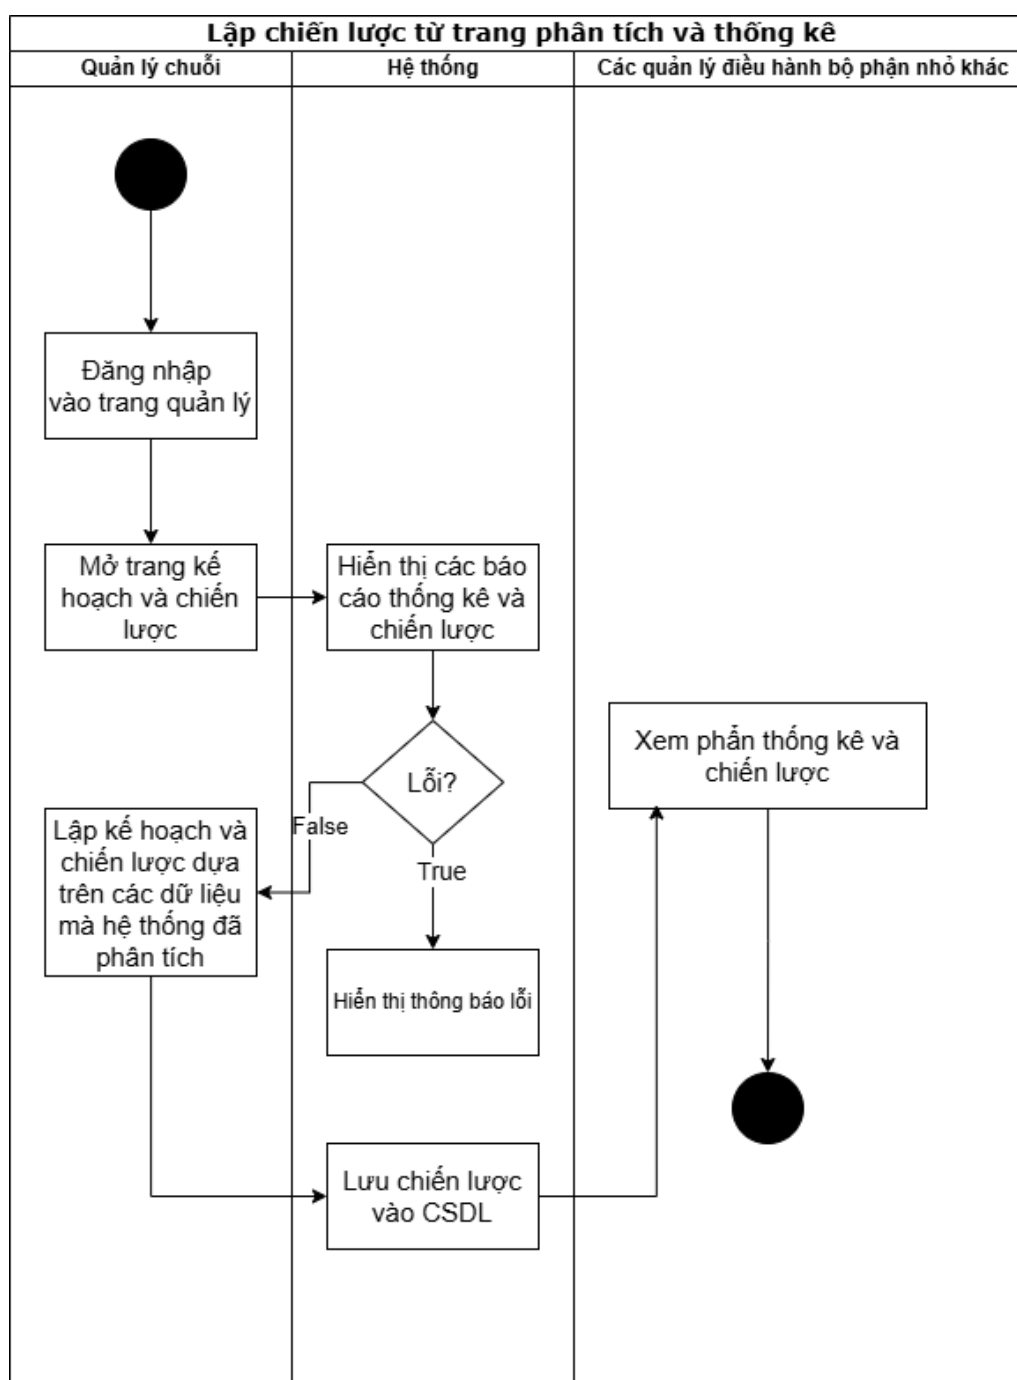 Lập chiến lược từ trang phân tích và thống kê
Quản lý chuỗi
Hệ thống
Các quản lý điều hành bộ phận nhỏ khác
Đăng nhập
vào trang quản lý
Mở trang kế
hoạch và chiến
lược
Hiển thị các báo
cáo thống kê và
chiến lược
Xem phần thống kê và
chiến lược
Lỗi?
False
True
Lập kế hoạch và
chiến lược dựa
trên các dữ liệu
mà hệ thống đã
phân tích
Hiển thị thông báo lỗi
Lưu chiến lược
vào CSDL